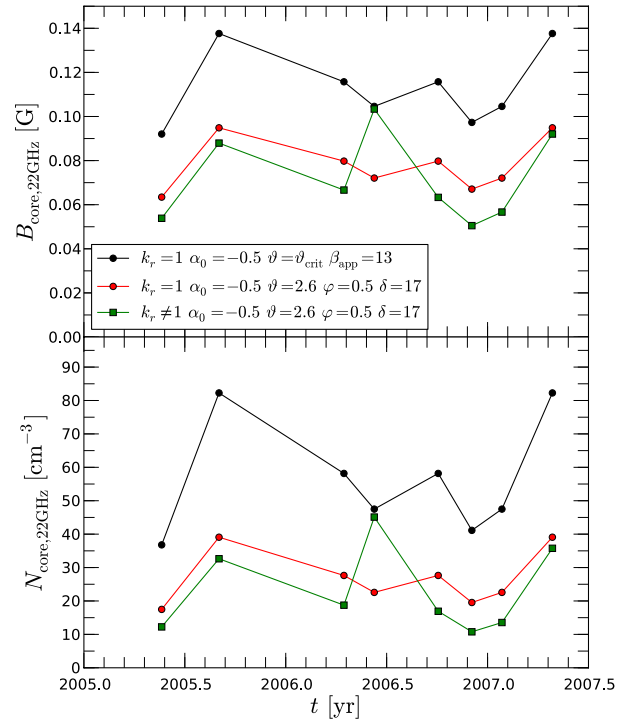 0.14
0.12
0.10
0.08
0.06
0.04
0.02
0.00
B_core,22GHz [G]
k_r = 1 α_0 = −0.5 ϑ = ϑ_crit β_app = 13
k_r = 1 α_0 = −0.5 ϑ = 2.6 φ = 0.5 δ = 17
k_r ≠ 1 α_0 = −0.5 ϑ = 2.6 φ = 0.5 δ = 17
90
80
70
60
50
40
30
20
10
0
N_core,22GHz [cm⁻³]
2005.0 2005.5 2006.0 2006.5 2007.0 2007.5
t [yr]